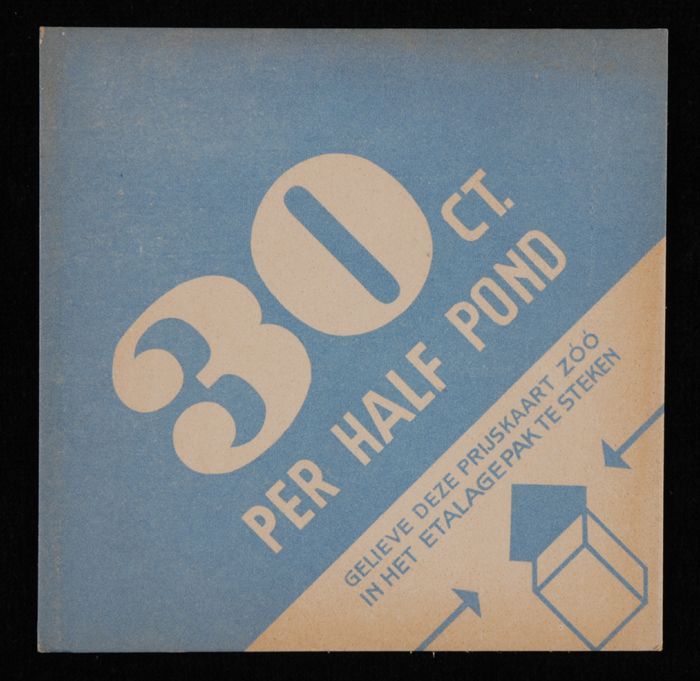 30 CT.
PER HALF POND
GELIEVE DEZE PRIJSKAART ZÓÓ
IN HET ETALAGEPAK TE STEKEN